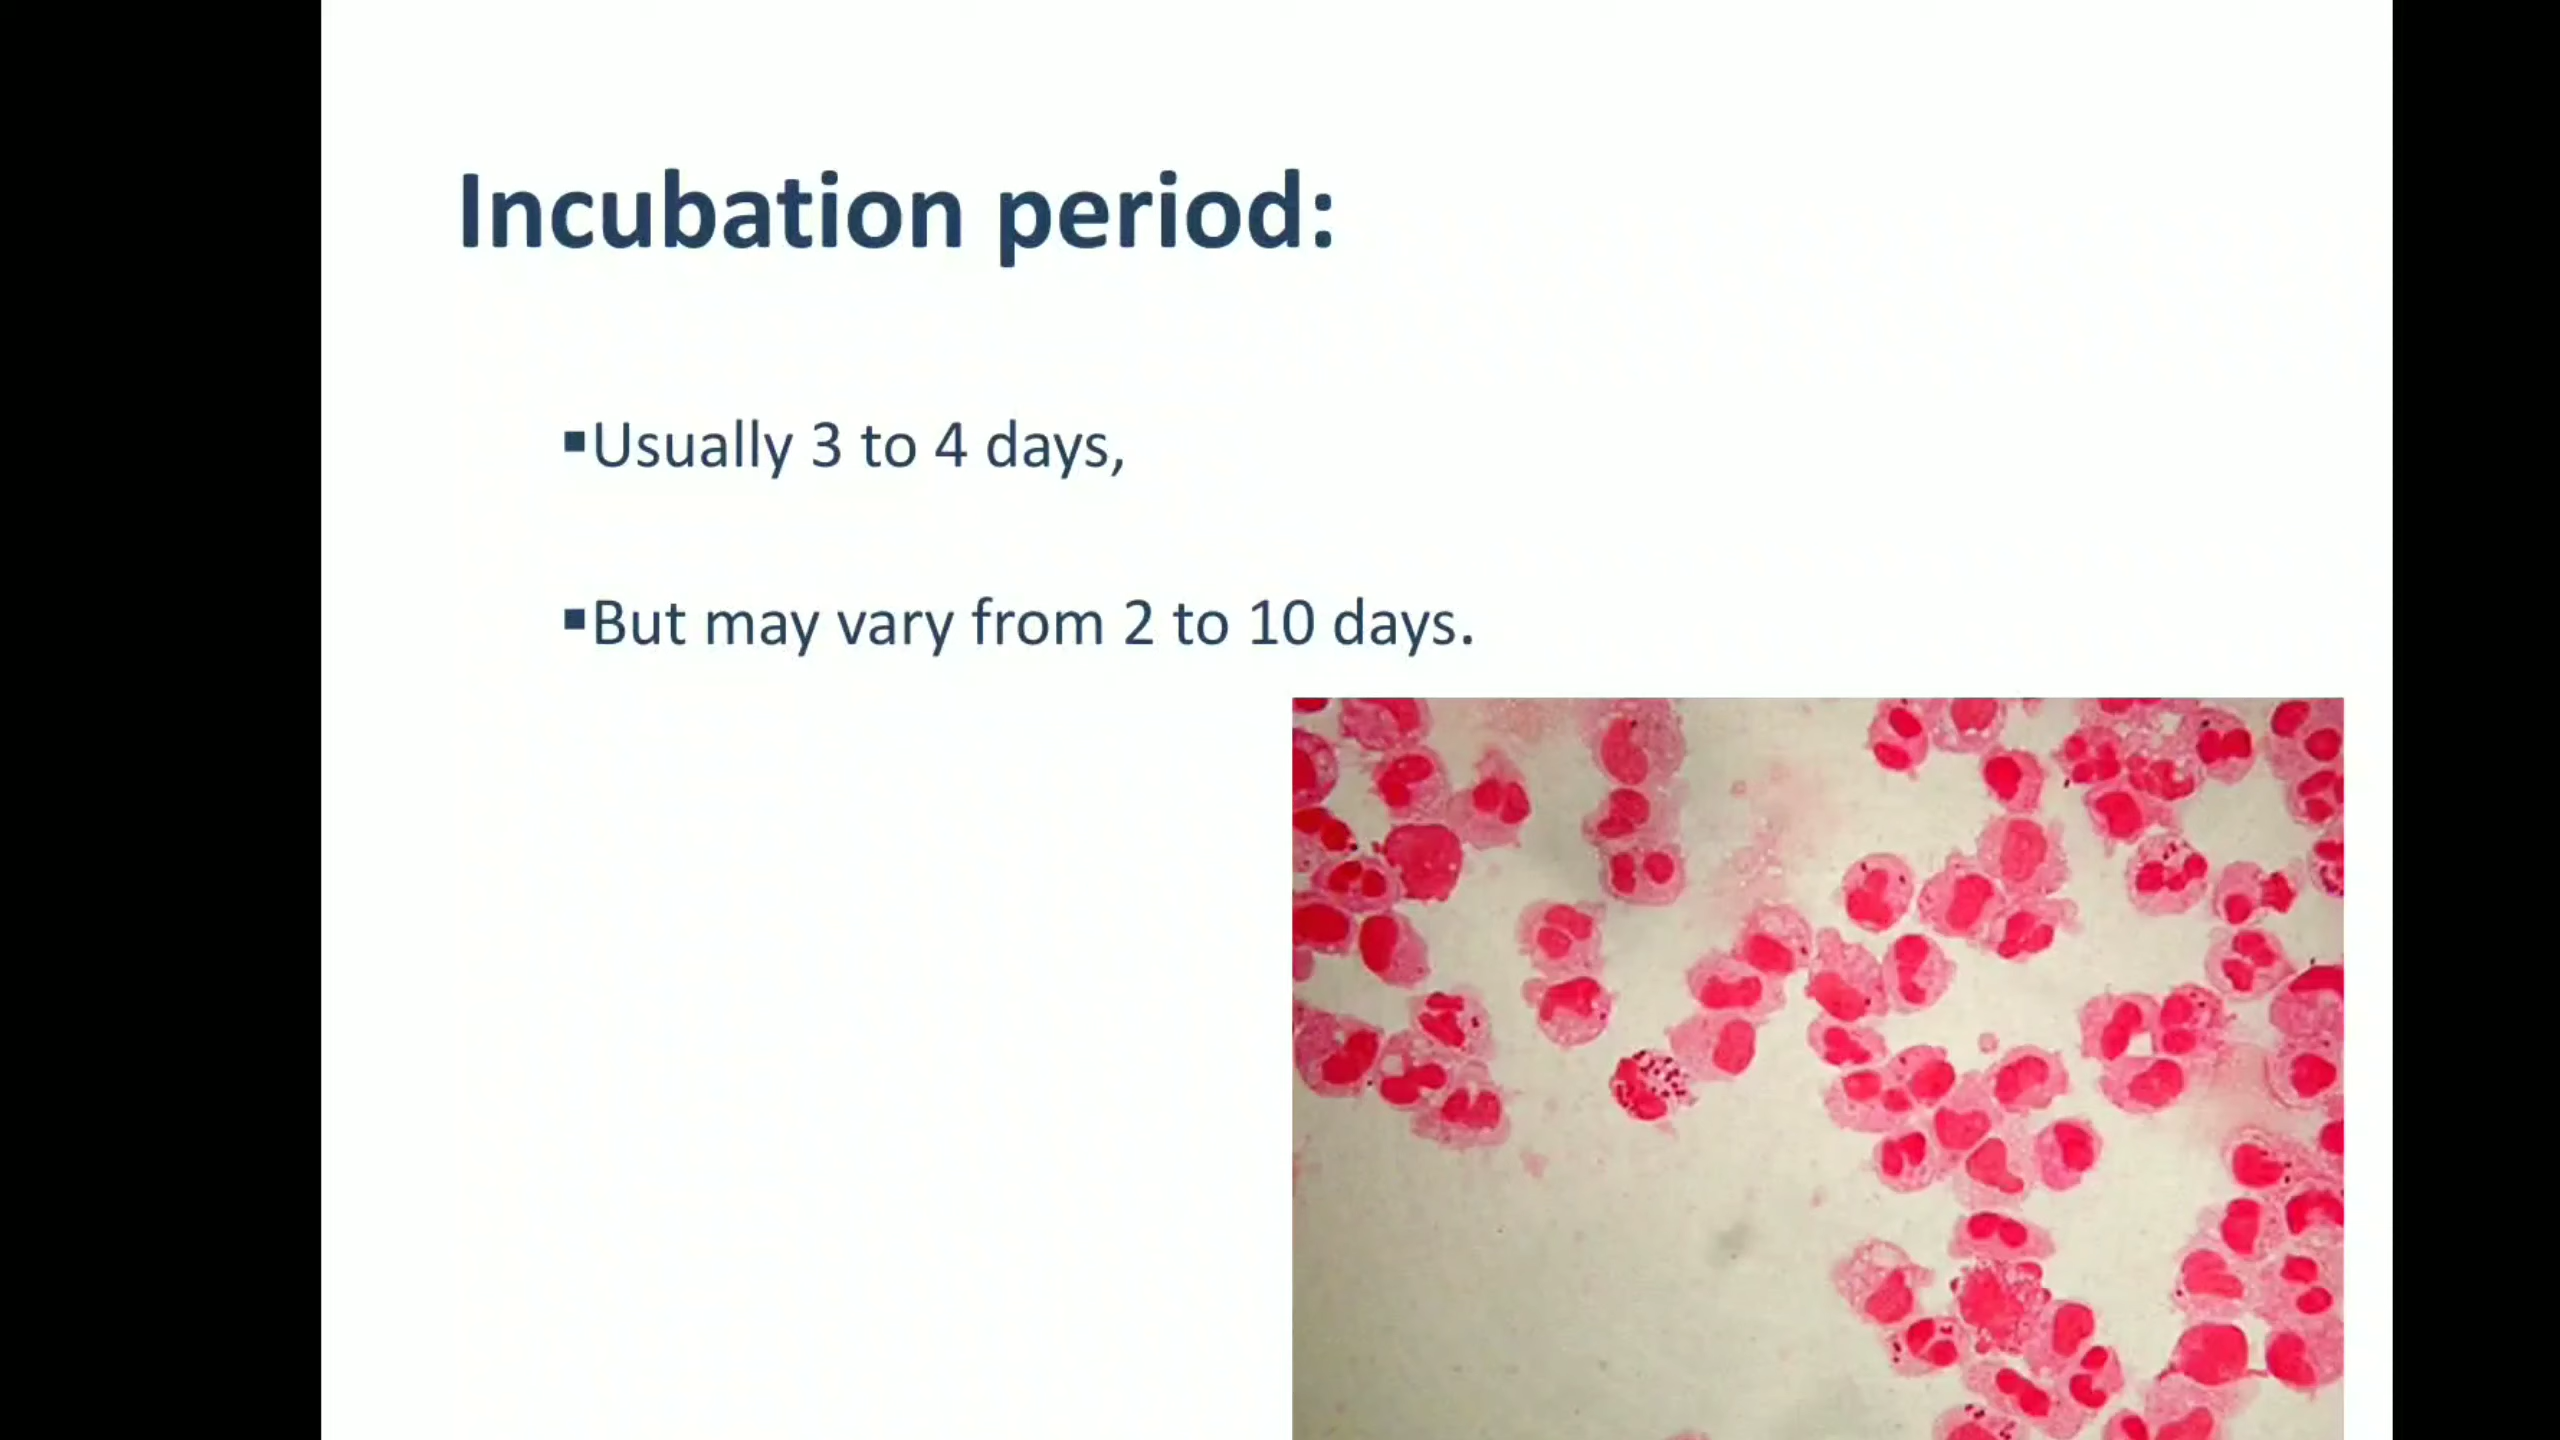 Incubation period:
▪Usually 3 to 4 days,
▪But may vary from 2 to 10 days.